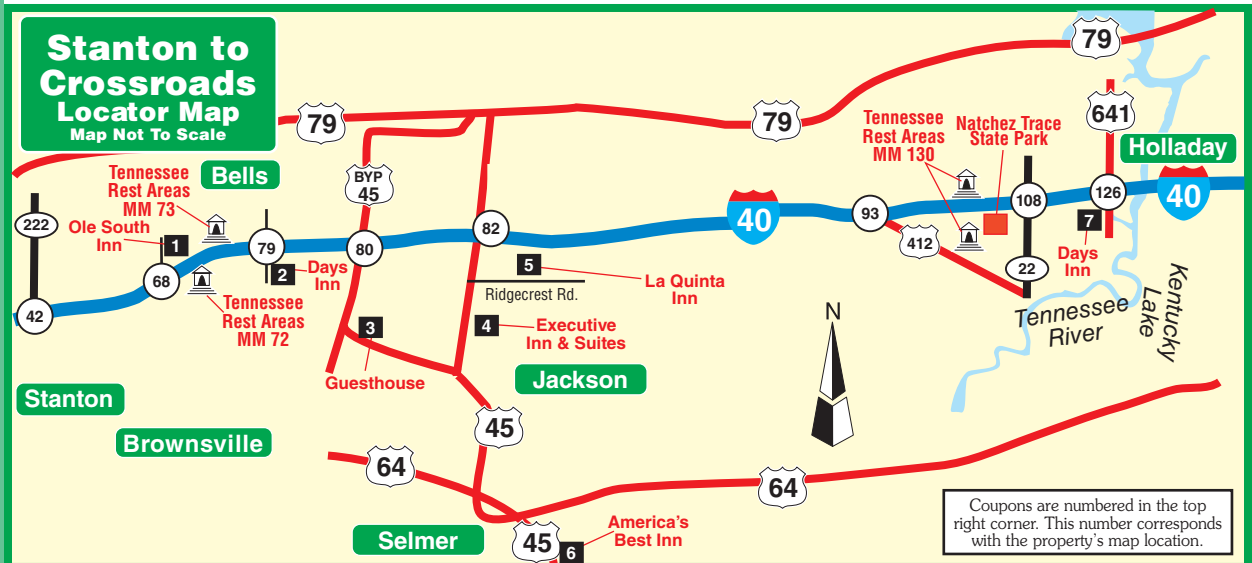 Stanton to
Crossroads
Locator Map
Map Not To Scale
79
79
79
641
Tennessee
Rest Areas
MM 130
Natchez Trace
State Park
Holladay
Bells
Tennessee
Rest Areas
MM 73
BYP
45
222
Ole South
Inn
1
79
80
82
40
93
108
126
40
412
7
Days
Inn
68
2
Days
Inn
5
La Quinta
Inn
22
Ridgecrest Rd.
42
Tennessee
Rest Areas
MM 72
3
4
Executive
Inn & Suites
N
Tennessee
River
Kentucky
Lake
Guesthouse
Jackson
Stanton
Brownsville
45
64
64
Selmer
45
6
America's
Best Inn
Coupons are numbered in the top
right corner. This number corresponds
with the property's map location.